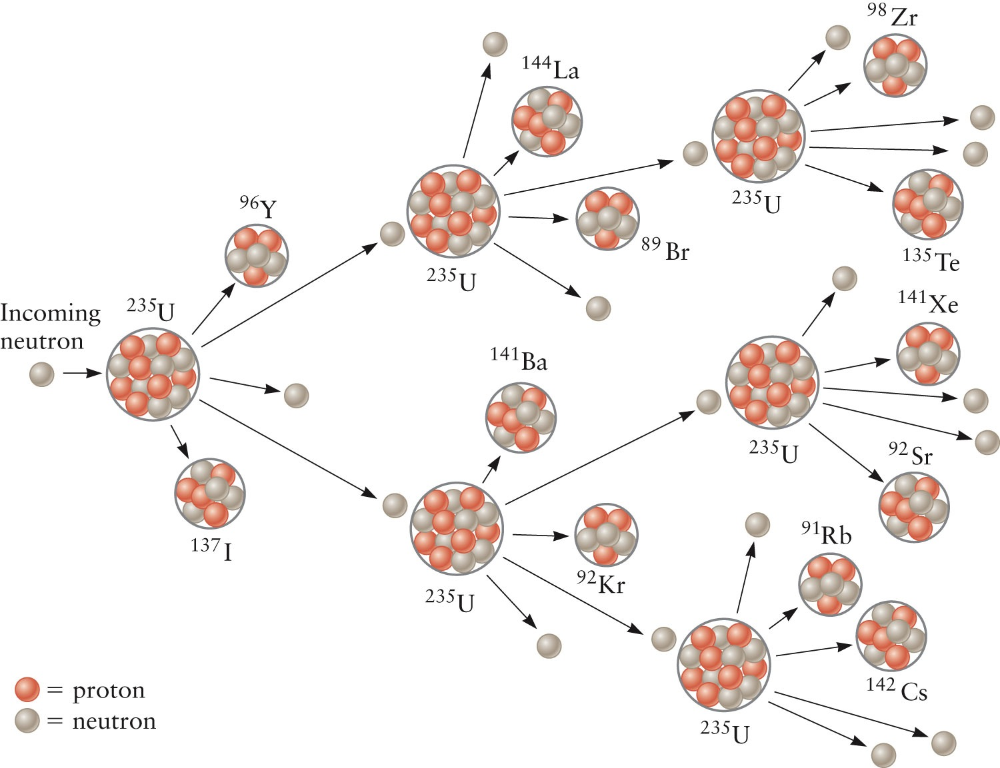 Incoming
neutron
235U
96Y
137I
235U
144La
89Br
235U
141Ba
92Kr
235U
98Zr
135Te
235U
141Xe
92Sr
235U
91Rb
142Cs
= proton
= neutron